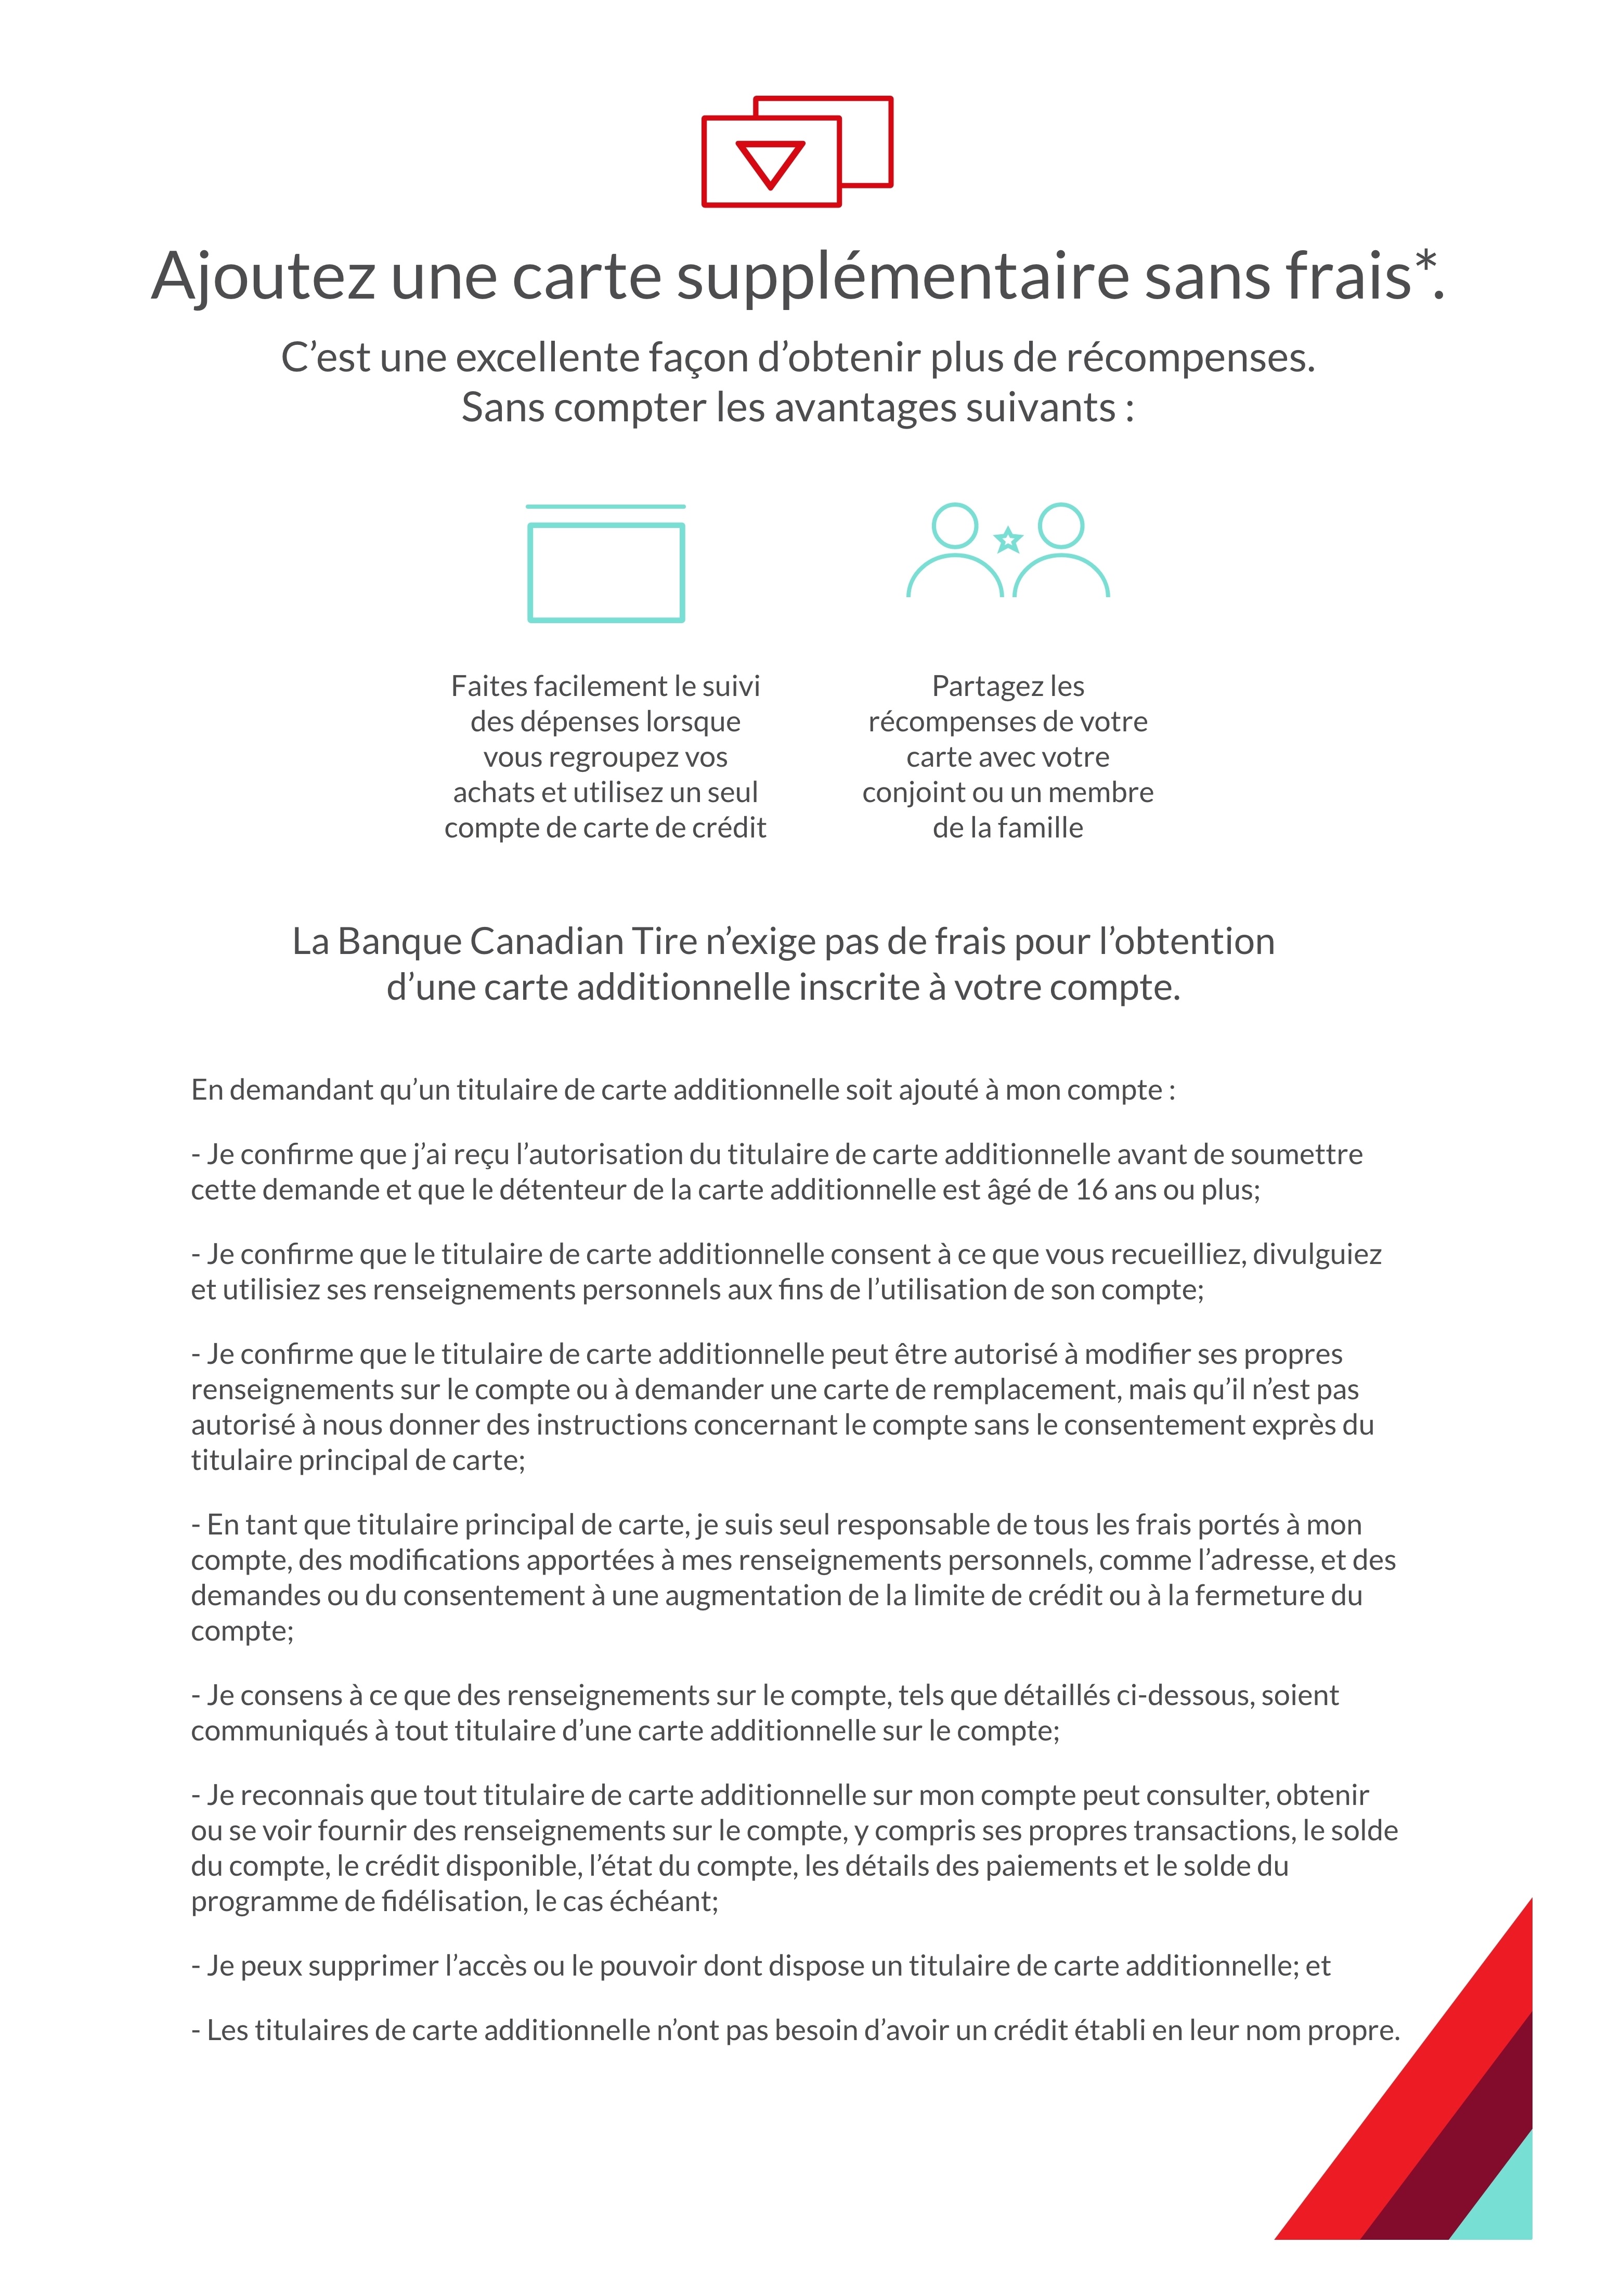 Ajoutez une carte supplémentaire sans frais*.
C’est une excellente façon d’obtenir plus de récompenses.
Sans compter les avantages suivants :
Faites facilement le suivi
des dépenses lorsque
vous regroupez vos
achats et utilisez un seul
compte de carte de crédit
Partagez les
récompenses de votre
carte avec votre
conjoint ou un membre
de la famille
La Banque Canadian Tire n’exige pas de frais pour l’obtention
d’une carte additionnelle inscrite à votre compte.
En demandant qu’un titulaire de carte additionnelle soit ajouté à mon compte :
- Je confirme que j’ai reçu l’autorisation du titulaire de carte additionnelle avant de soumettre
cette demande et que le détenteur de la carte additionnelle est âgé de 16 ans ou plus;
- Je confirme que le titulaire de carte additionnelle consent à ce que vous recueilliez, divulguiez
et utilisiez ses renseignements personnels aux fins de l’utilisation de son compte;
- Je confirme que le titulaire de carte additionnelle peut être autorisé à modifier ses propres
renseignements sur le compte ou à demander une carte de remplacement, mais qu’il n’est pas
autorisé à nous donner des instructions concernant le compte sans le consentement exprès du
titulaire principal de carte;
- En tant que titulaire principal de carte, je suis seul responsable de tous les frais portés à mon
compte, des modifications apportées à mes renseignements personnels, comme l’adresse, et des
demandes ou du consentement à une augmentation de la limite de crédit ou à la fermeture du
compte;
- Je consens à ce que des renseignements sur le compte, tels que détaillés ci-dessous, soient
communiqués à tout titulaire d’une carte additionnelle sur le compte;
- Je reconnais que tout titulaire de carte additionnelle sur mon compte peut consulter, obtenir
ou se voir fournir des renseignements sur le compte, y compris ses propres transactions, le solde
du compte, le crédit disponible, l’état du compte, les détails des paiements et le solde du
programme de fidélisation, le cas échéant;
- Je peux supprimer l’accès ou le pouvoir dont dispose un titulaire de carte additionnelle; et
- Les titulaires de carte additionnelle n’ont pas besoin d’avoir un crédit établi en leur nom propre.